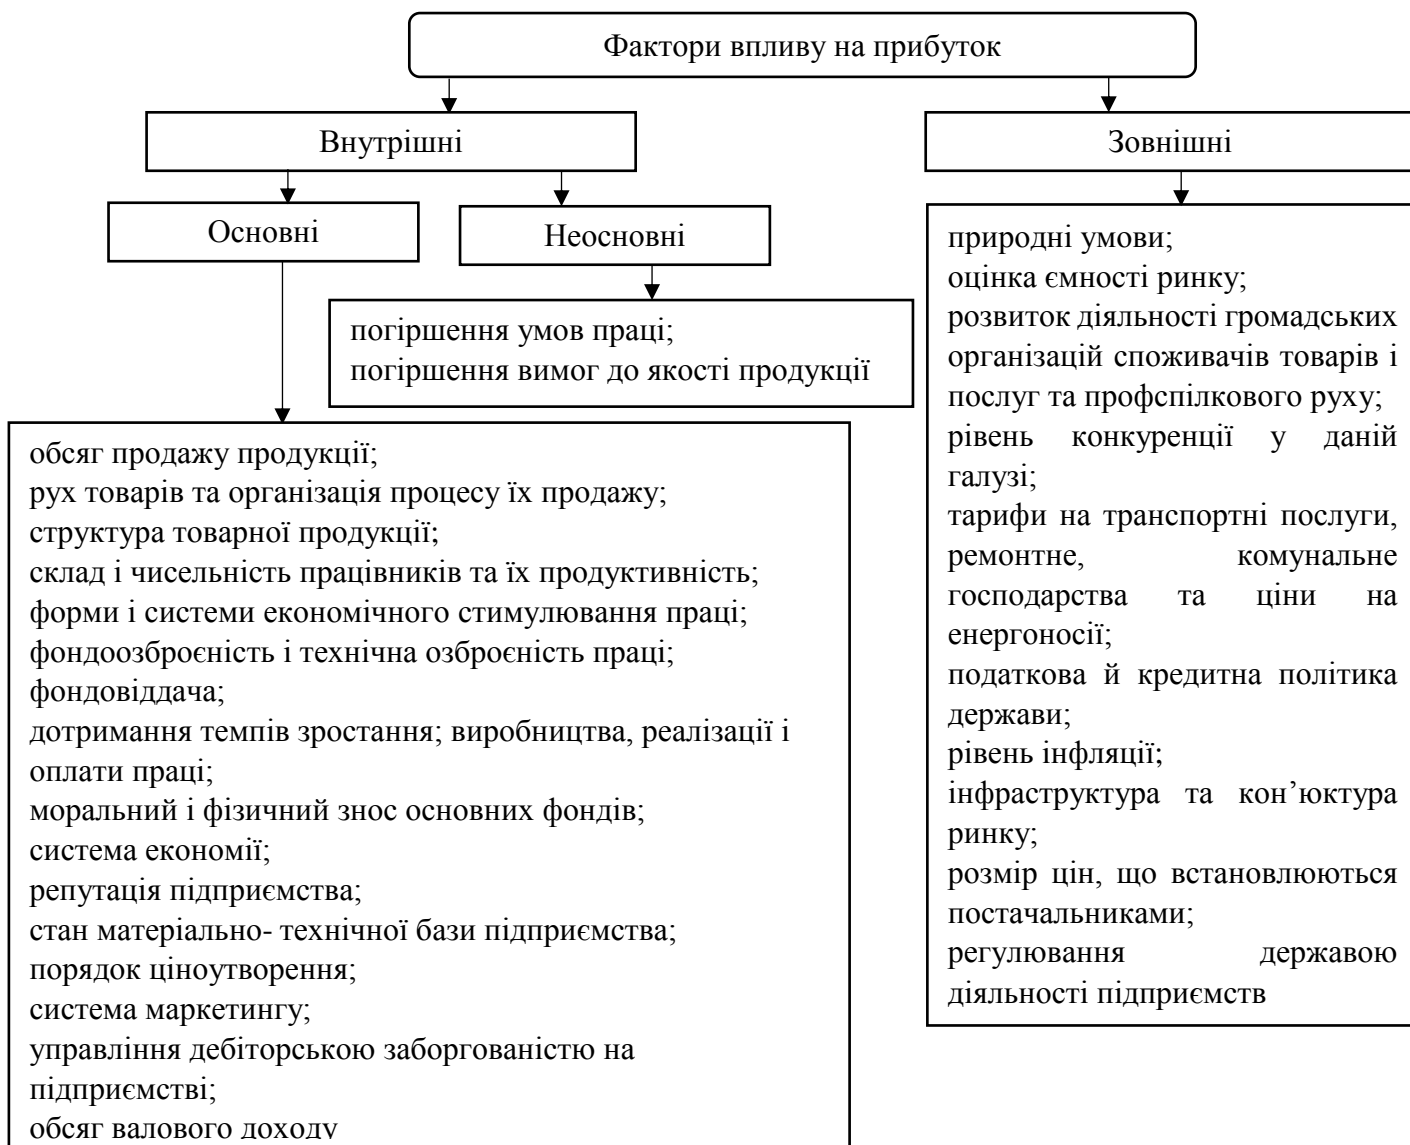 Фактори впливу на прибуток
Внутрішні
Зовнішні
Основні
Неосновні
погіршення умов праці;
погіршення вимог до якості продукції
обсяг продажу продукції;
рух товарів та організація процесу їх продажу;
структура товарної продукції;
склад і чисельність працівників та їх продуктивність;
форми і системи економічного стимулювання праці;
фондоозброєність і технічна озброєність праці;
фондовіддача;
дотримання темпів зростання; виробництва, реалізації і
оплати праці;
моральний і фізичний знос основних фондів;
система економії;
репутація підприємства;
стан матеріально- технічної бази підприємства;
порядок ціноутворення;
система маркетингу;
управління дебіторською заборгованістю на
підприємстві;
обсяг валового доходу
природні умови;
оцінка ємності ринку;
розвиток діяльності громадських
організацій споживачів товарів і
послуг та профспілкового руху;
рівень конкуренції у даній
галузі;
тарифи на транспортні послуги,
ремонтне, комунальне
господарства та ціни на
енергоносії;
податкова й кредитна політика
держави;
рівень інфляції;
інфраструктура та кон’юктура
ринку;
розмір цін, що встановлюються
постачальниками;
регулювання державою
діяльності підприємств